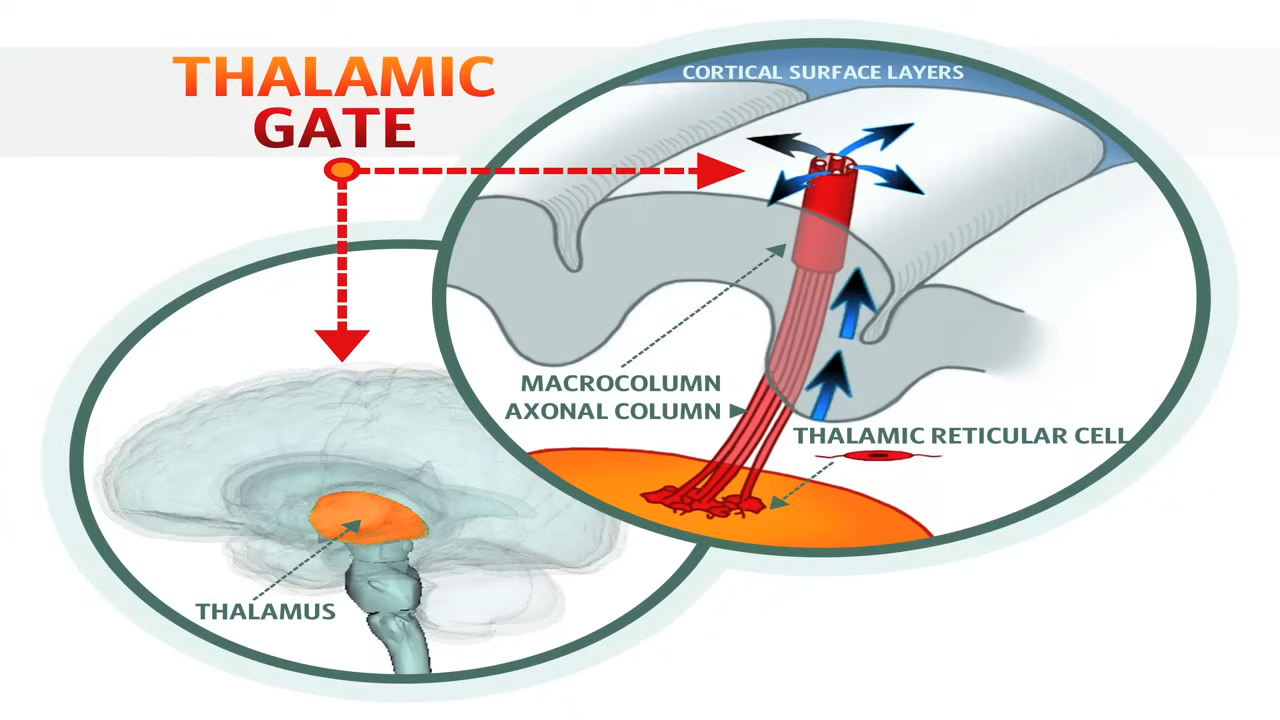 THALAMIC
GATE
CORTICAL SURFACE LAYERS
MACROCOLUMN
AXONAL COLUMN
THALAMIC RETICULAR CELL
THALAMUS